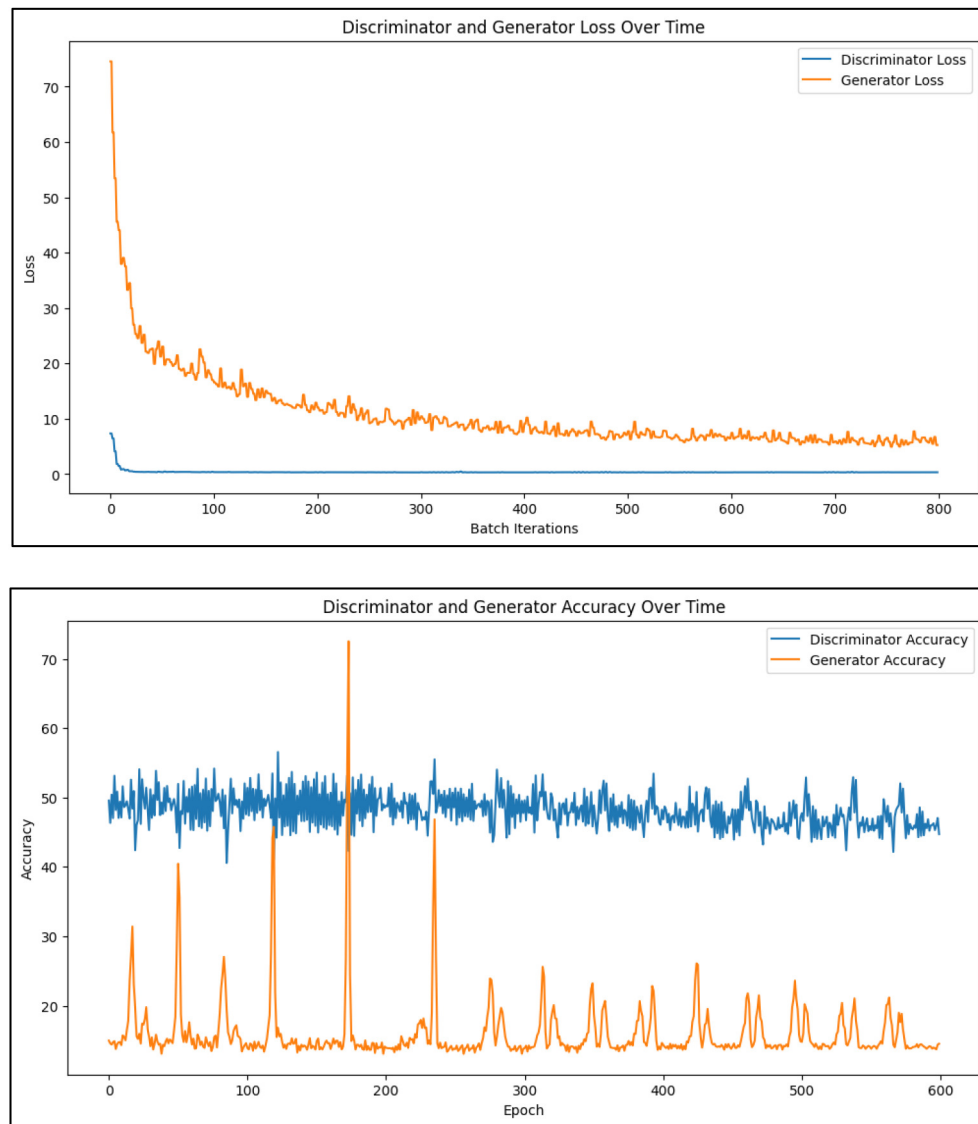 Discriminator and Generator Loss Over Time
Discriminator Loss
Generator Loss
70
60
50
40
30
20
10
0
Loss
0 100 200 300 400 500 600 700 800
Batch Iterations
Discriminator and Generator Accuracy Over Time
Discriminator Accuracy
Generator Accuracy
70
60
50
40
30
20
Accuracy
0 100 200 300 400 500 600
Epoch